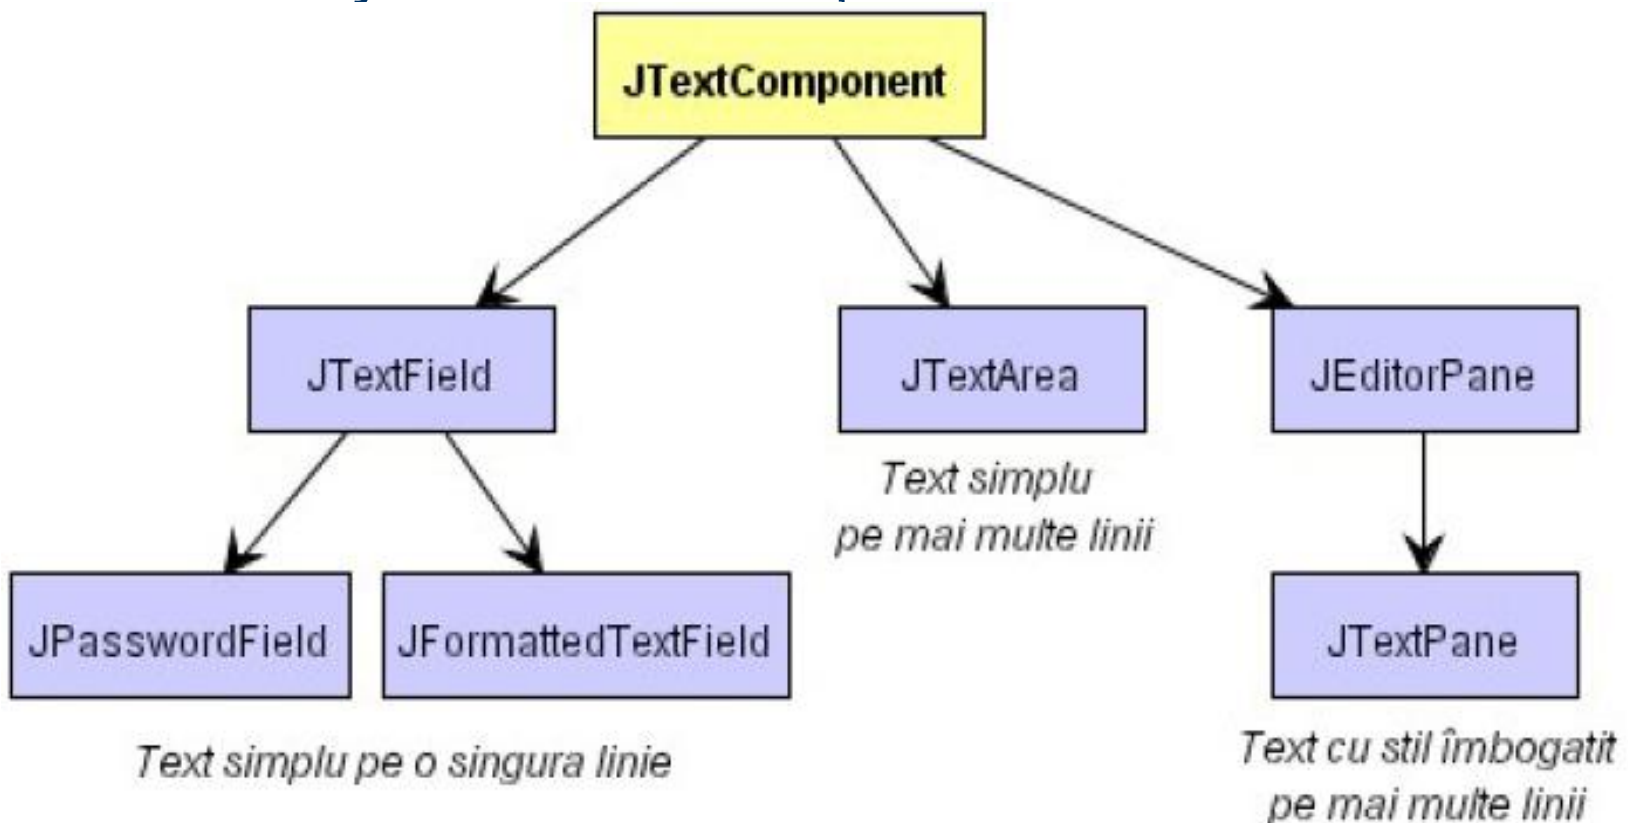 JTextComponent
JTextField
JTextArea
JEditorPane
Text simplu
pe mai multe linii
JPasswordField
JFormattedTextField
JTextPane
Text simplu pe o singura linie
Text cu stil îmbogatit
pe mai multe linii